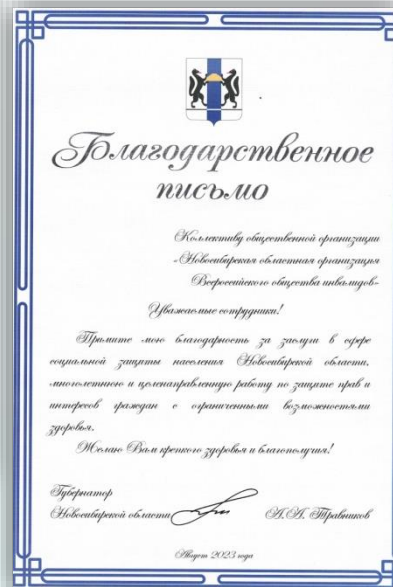 Благодарственное
письмо
Коллективу общественной организации
«Новосибирская областная организация
Всероссийского общества инвалидов»
Уважаемые сотрудники!
Примите мою благодарность за заслуги в сфере
социальной защиты населения Новосибирской области,
многолетнюю и целенаправленную работу по защите прав и
интересов граждан с ограниченными возможностями
здоровья.
Желаю Вам крепкого здоровья и благополучия!
Губернатор
Новосибирской области А.А. Травников
Август 2023 года